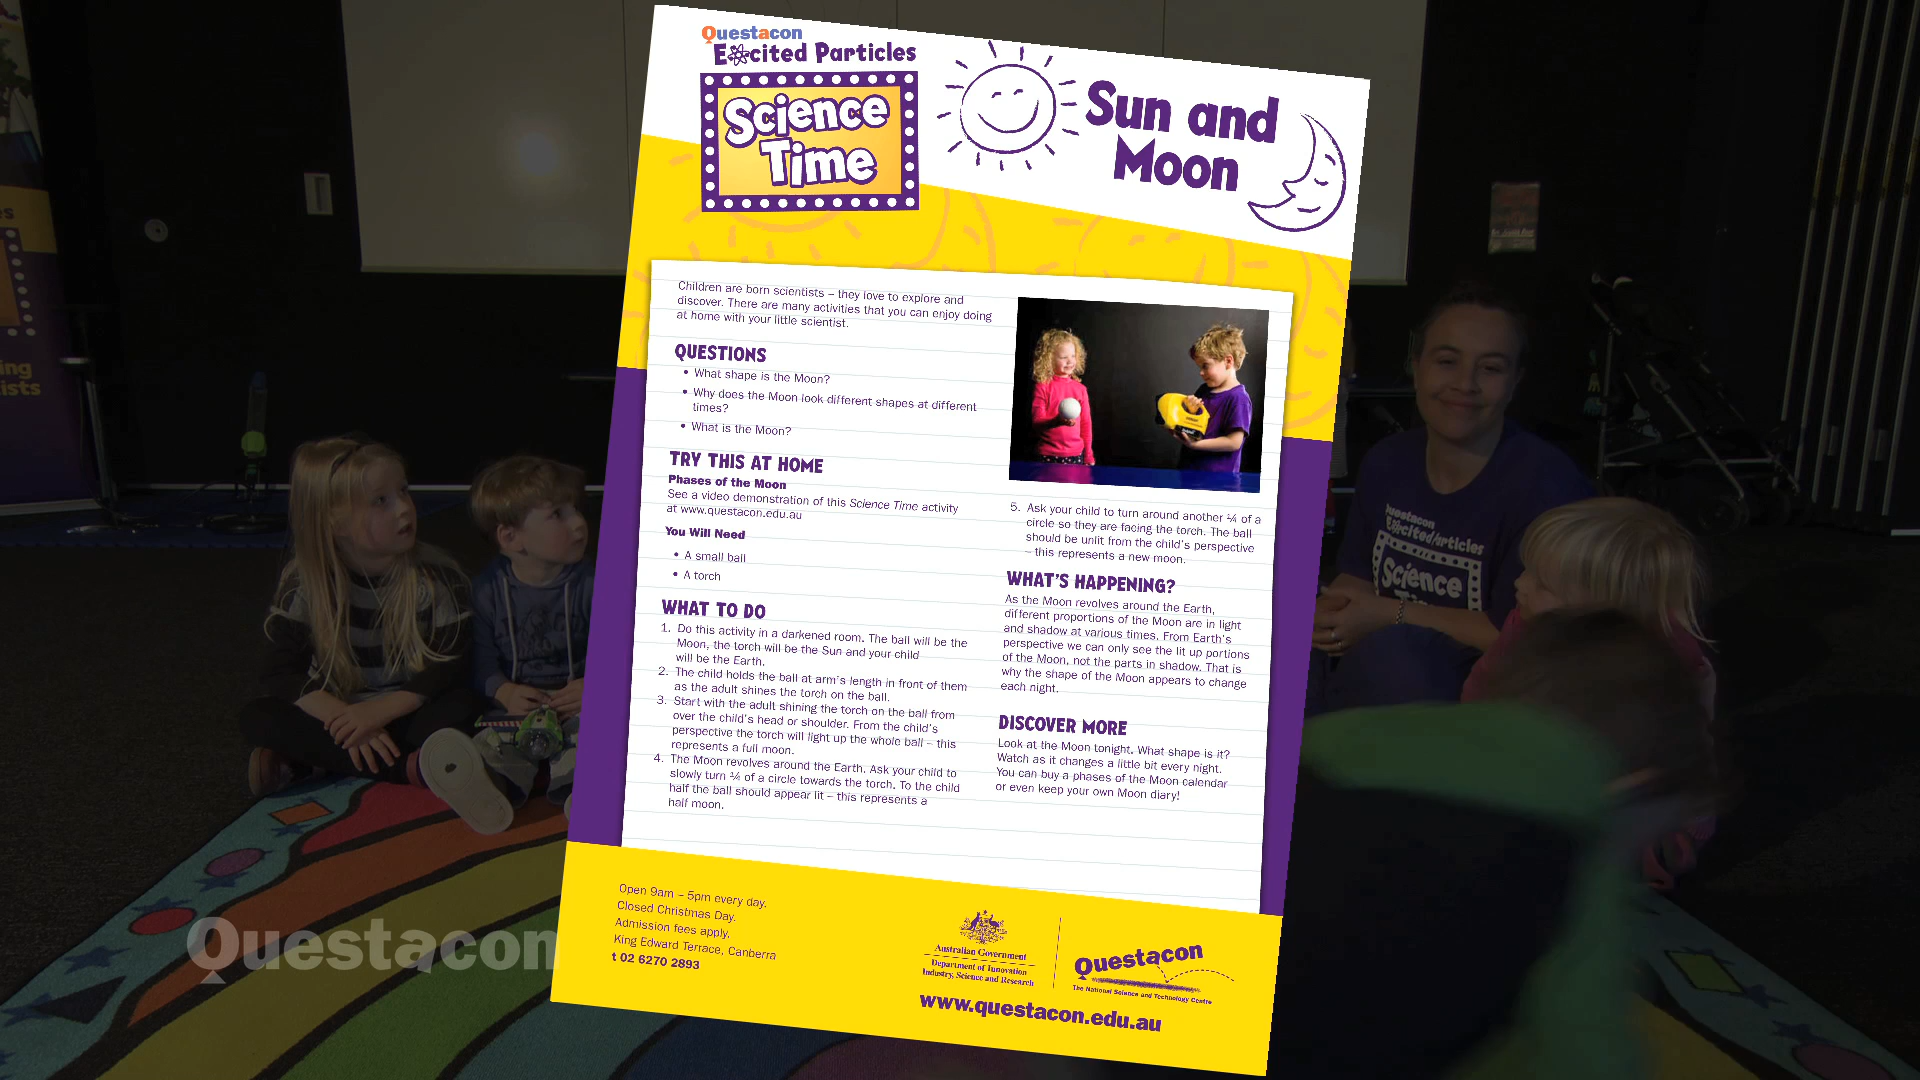 Questacon
Excited Particles
Science
Time
Sun and
Moon
Children are born scientists – they love to explore and
discover. There are many activities that you can enjoy doing
at home with your little scientist.
QUESTIONS
• What shape is the Moon?
• Why does the Moon look different shapes at different
times?
• What is the Moon?
TRY THIS AT HOME
Phases of the Moon
See a video demonstration of this Science Time activity
at www.questacon.edu.au
You Will Need
• A small ball
• A torch
WHAT TO DO
1. Do this activity in a darkened room. The ball will be the
Moon, the torch will be the Sun and your child
will be the Earth.
2. The child holds the ball at arm's length in front of them
as the adult shines the torch on the ball.
3. Start with the adult shining the torch on the ball from
over the child's head or shoulder. From the child's
perspective the torch will light up the whole ball – this
represents a full moon.
4. The Moon revolves around the Earth. Ask your child to
slowly turn ¼ of a circle towards the torch. To the child
half the ball should appear lit – this represents a
half moon.
5. Ask your child to turn around another ¼ of a
circle so they are facing the torch. The ball
should be unlit from the child's perspective
– this represents a new moon.
WHAT'S HAPPENING?
As the Moon revolves around the Earth,
different proportions of the Moon are in light
and shadow at various times. From Earth's
perspective we can only see the lit up portions
of the Moon, not the parts in shadow. That is
why the shape of the Moon appears to change
each night.
DISCOVER MORE
Look at the Moon tonight. What shape is it?
Watch as it changes a little bit every night.
You can buy a phases of the Moon calendar
or even keep your own Moon diary!
Open 9am – 5pm every day.
Closed Christmas Day.
Admission fees apply.
King Edward Terrace, Canberra
t 02 6270 2893
Australian Government
Department of Innovation
Industry, Science and Research
Questacon
The National Science and Technology Centre
www.questacon.edu.au
Questacon
Questacon
Excited Particles
Science